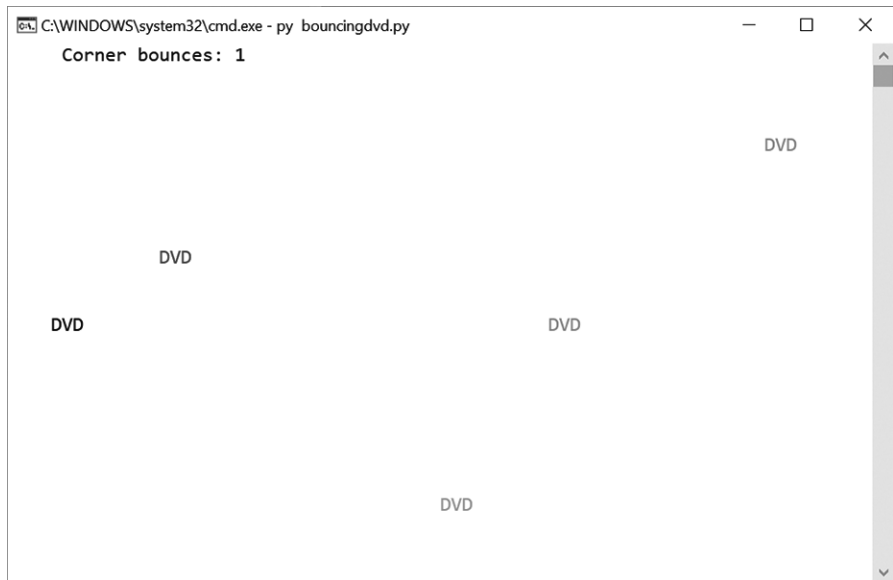 C:\WINDOWS\system32\cmd.exe - py bouncingdvd.py
Corner bounces: 1
DVD
DVD
DVD DVD
DVD